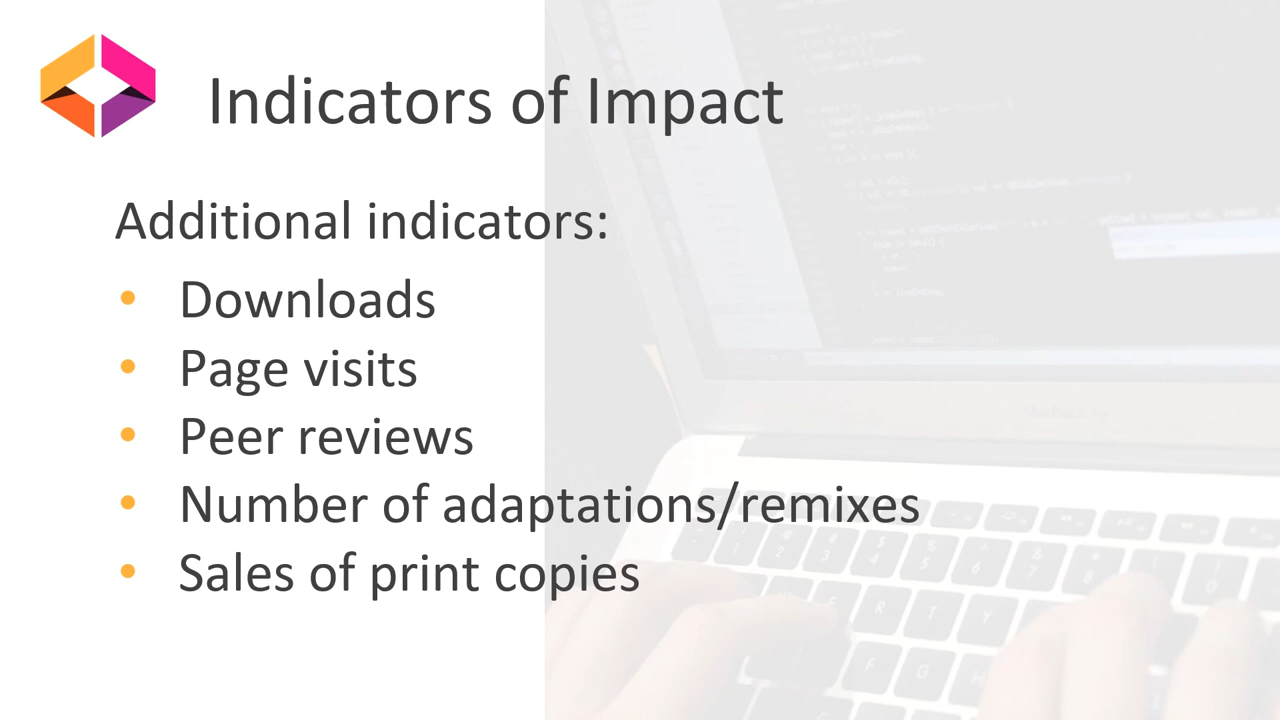 Indicators of Impact
Additional indicators:
• Downloads
• Page visits
• Peer reviews
• Number of adaptations/remixes
• Sales of print copies